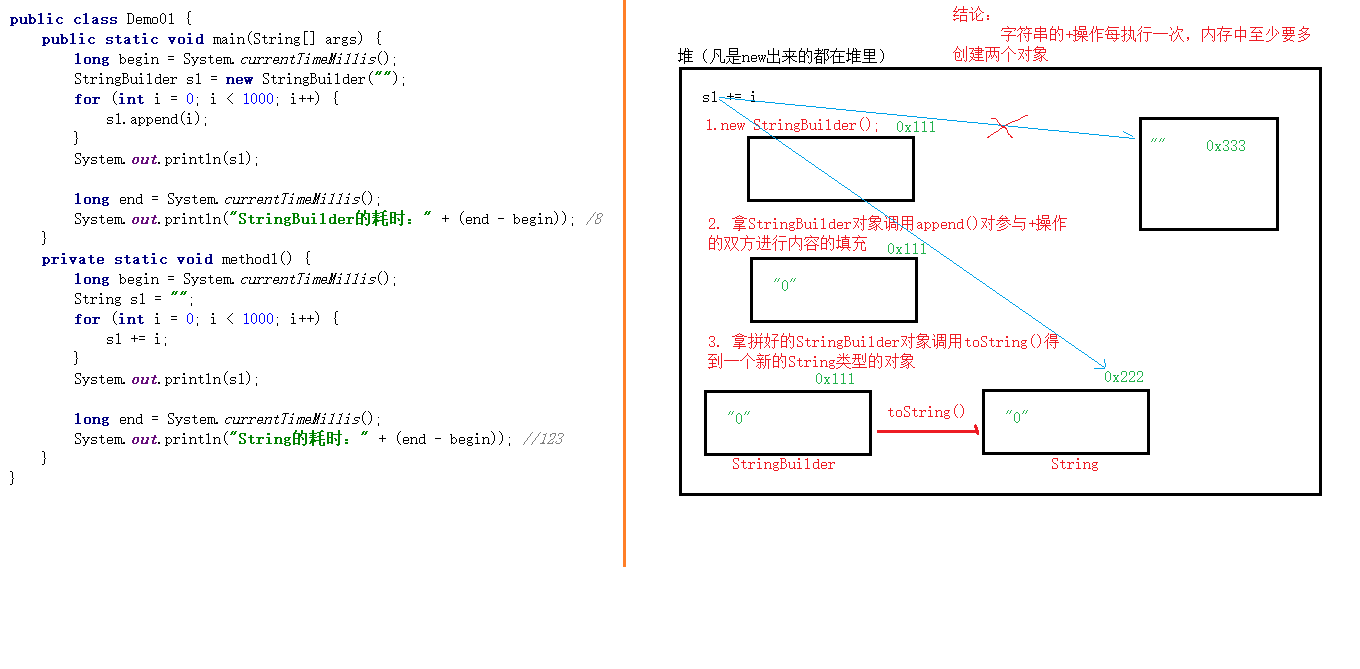 public class Demo01 {
    public static void main(String[] args) {
        long begin = System.currentTimeMillis();
        StringBuilder s1 = new StringBuilder("");
        for (int i = 0; i < 1000; i++) {
            s1.append(i);
        }
        System.out.println(s1);

        long end = System.currentTimeMillis();
        System.out.println("StringBuilder的耗时：" + (end - begin)); /8
    }
    private static void method1() {
        long begin = System.currentTimeMillis();
        String s1 = "";
        for (int i = 0; i < 1000; i++) {
            s1 += i;
        }
        System.out.println(s1);

        long end = System.currentTimeMillis();
        System.out.println("String的耗时：" + (end - begin)); //123
    }
}
结论：
字符串的+操作每执行一次，内存中至少要多
创建两个对象
堆（凡是new出来的都在堆里）
s1 += i
1.new StringBuilder(); 0x111
"" 0x333
2. 拿StringBuilder对象调用append()对参与+操作
的双方进行内容的填充 0x111
"0"
3. 拿拼好的StringBuilder对象调用toString()得
到一个新的String类型的对象
0x111 0x222
"0" toString() "0"
StringBuilder String